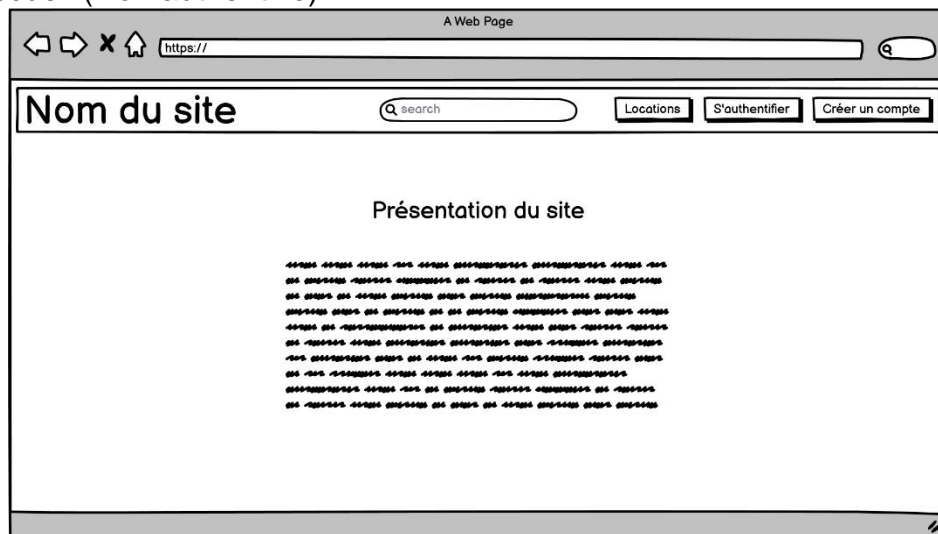 A Web Page
https://
Nom du site
search
Locations
S'authentifier
Créer un compte
Présentation du site